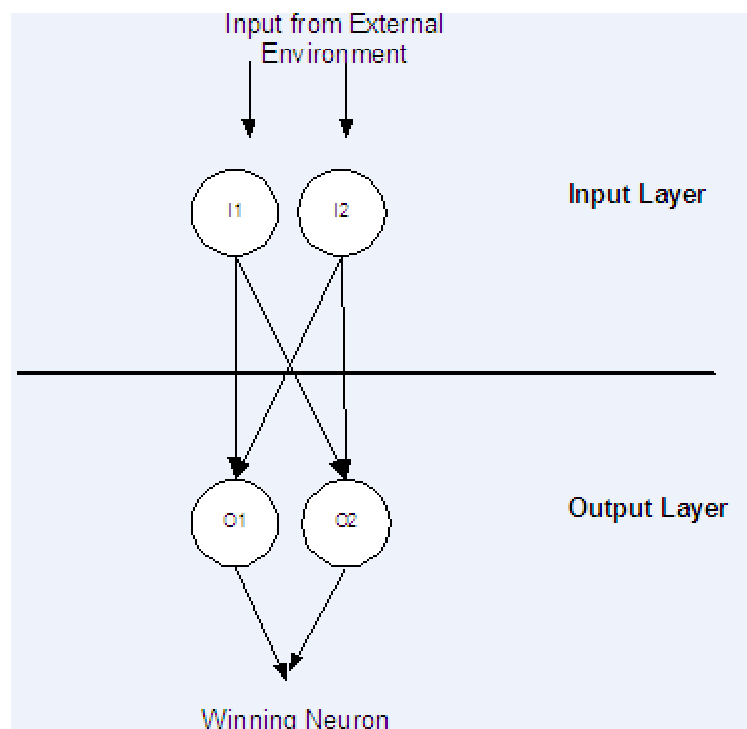 Input from External
Environment
Input Layer
I1
I2
Output Layer
O1
O2
Winning Neuron